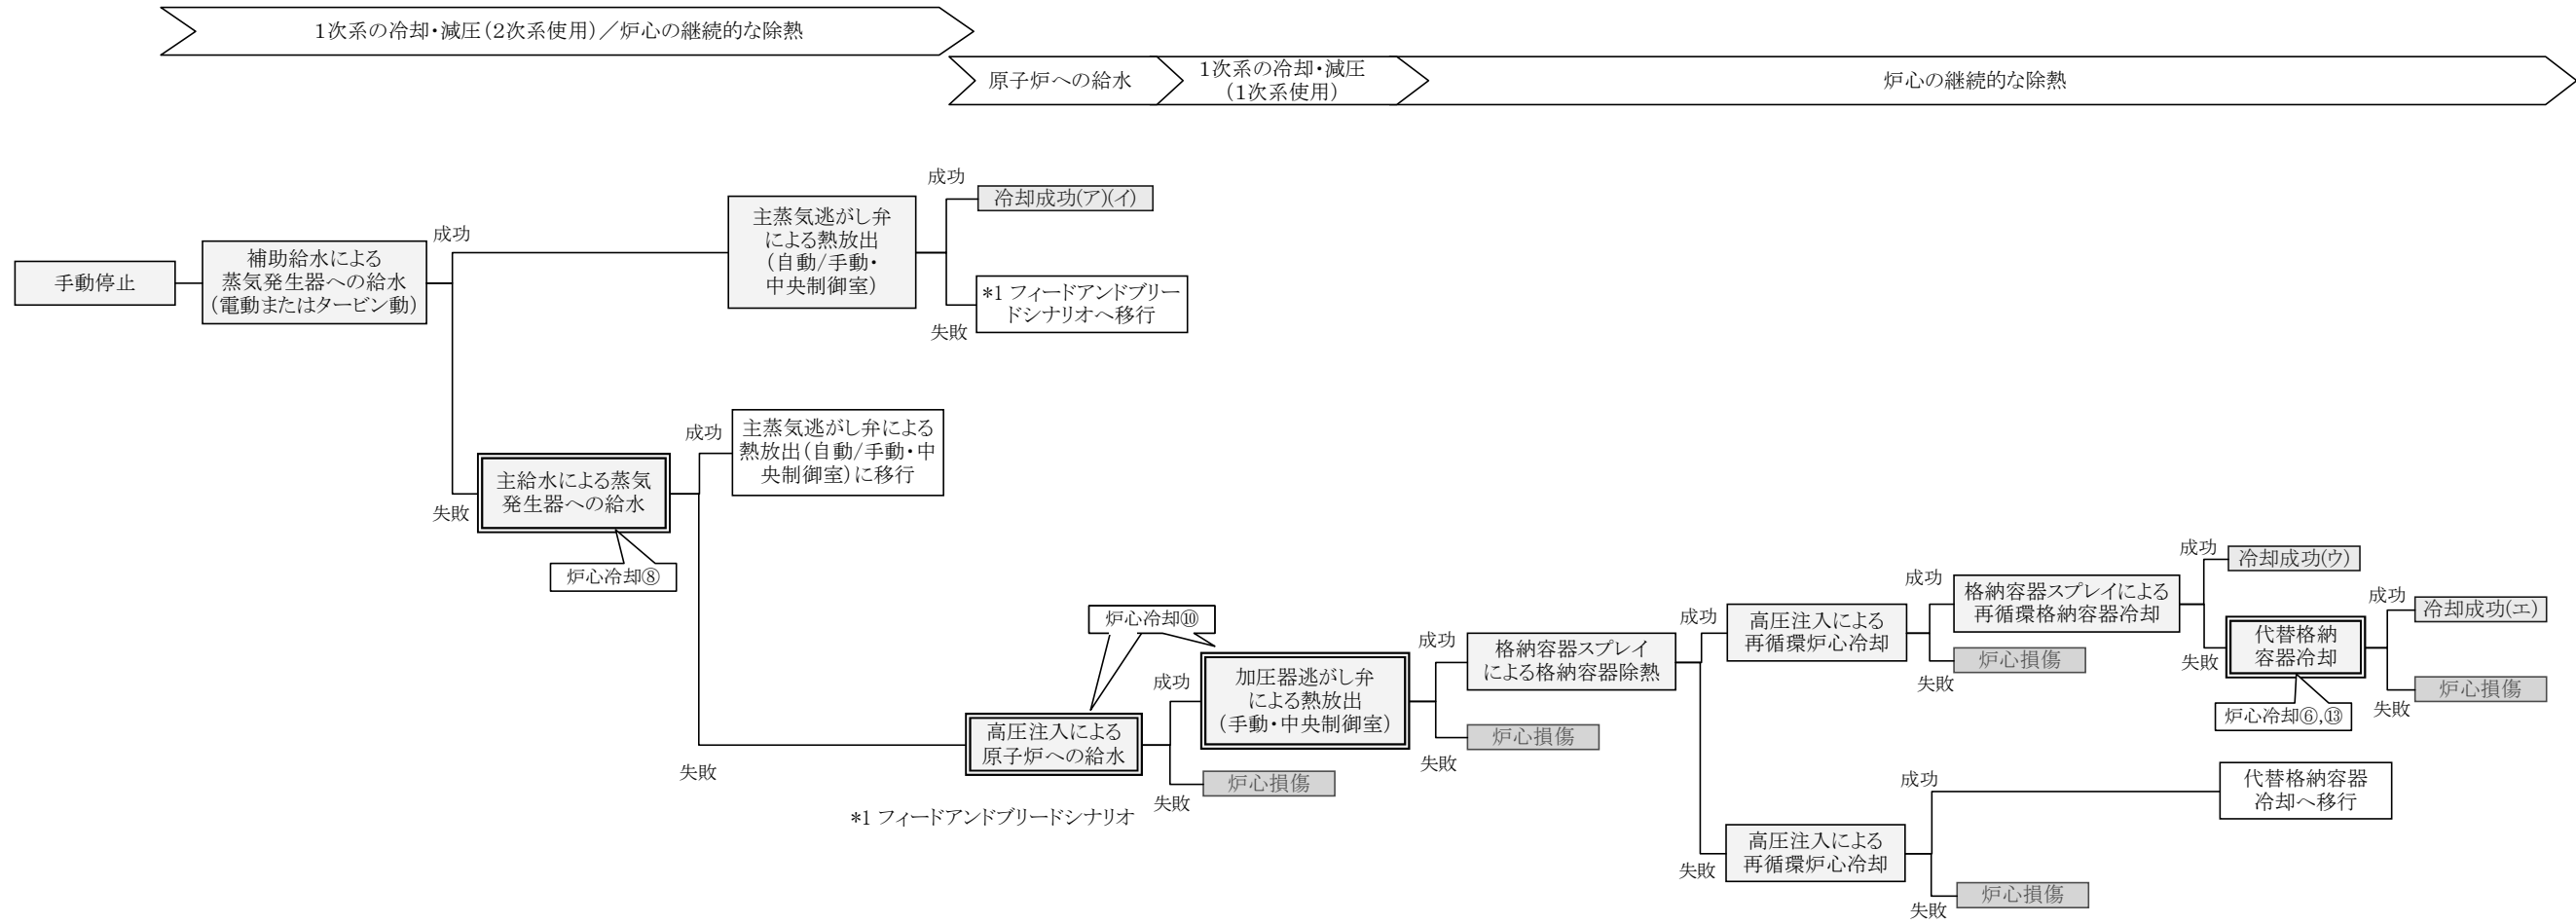 1次系の冷却・減圧(2次系使用)／炉心の継続的な除熱
原子炉への給水
1次系の冷却・減圧
(1次系使用)
炉心の継続的な除熱
手動停止
補助給水による
蒸気発生器への給水
(電動またはタービン動)
成功
失敗
主蒸気逃がし弁
による熱放出
(自動/手動・
中央制御室)
成功
冷却成功(ア)(イ)
*1 フィードアンドブリー
ドシナリオへ移行
失敗
主給水による蒸気
発生器への給水
炉心冷却⑧
成功
主蒸気逃がし弁による
熱放出(自動/手動・中
央制御室)に移行
失敗
*1 フィードアンドブリードシナリオ
高圧注入による
原子炉への給水
炉心冷却⑩
成功
失敗
炉心損傷
加圧器逃がし弁
による熱放出
(手動・中央制御室)
成功
失敗
炉心損傷
格納容器スプレイ
による格納容器除熱
成功
失敗
高圧注入による
再循環炉心冷却
成功
失敗
炉心損傷
格納容器スプレイによる
再循環格納容器冷却
成功
冷却成功(ウ)
失敗
代替格納
容器冷却
炉心冷却⑥,⑬
成功
冷却成功(エ)
失敗
炉心損傷
高圧注入による
再循環炉心冷却
成功
代替格納容器
冷却へ移行
失敗
炉心損傷